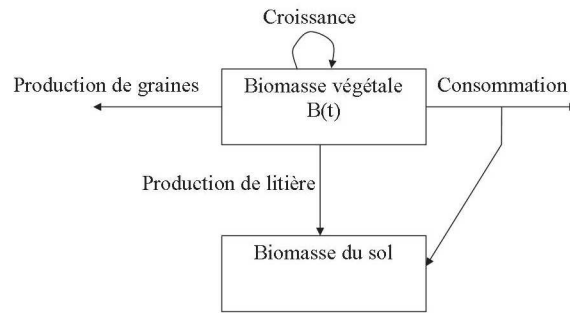 Croissance
Production de graines
Biomasse végétale
B(t)
Consommation
Production de litière
Biomasse du sol